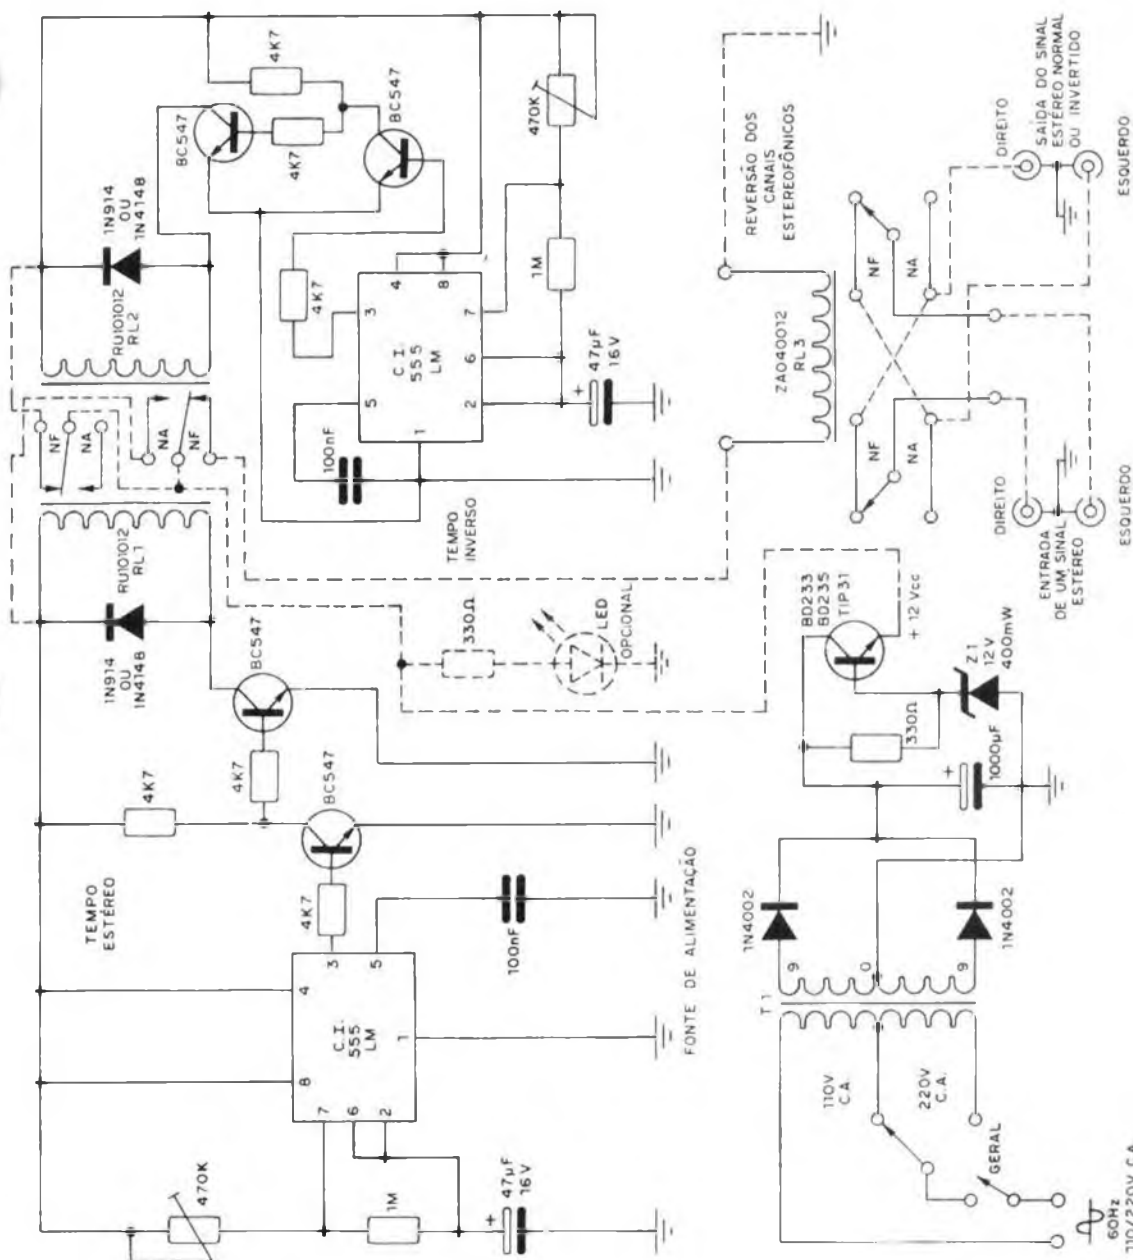 470K
1M
+
47µF
16V
TEMPO
ESTÉREO
C.I.
555
LM
8
4
7
6
2
3
5
1
4K7
BC547
4K7
4K7
BC547
100nF
1N914
OU
1N4148
RU101012
RL1
NF
NA
NA
NF
RU101012
RL2
1N914
OU
1N4148
BC547
4K7
4K7
BC547
4K7
470K
1M
C.I.
555
LM
3
4
8
5
7
6
1
2
100nF
+
47µF
16V
TEMPO
INVERSO
330Ω
LED
OPCIONAL
FONTE DE ALIMENTAÇÃO
60Hz
110/220V C.A.
GERAL
110V
C.A.
220V
C.A.
T1
9
0
9
1N4002
1N4002
+
1000µF
330Ω
BD233
BD235
TIP31
+ 12 Vcc
Z1
12V
400mW
REVERSÃO DOS
CANAIS
ESTEREOFÔNICOS
ZA040012
RL3
NF
NA
NF
NA
DIREITO
ENTRADA
DE UM SINAL
ESTÉREO
ESQUERDO
DIREITO
SAÍDA DO SINAL
ESTÉREO NORMAL
OU INVERTIDO
ESQUERDO